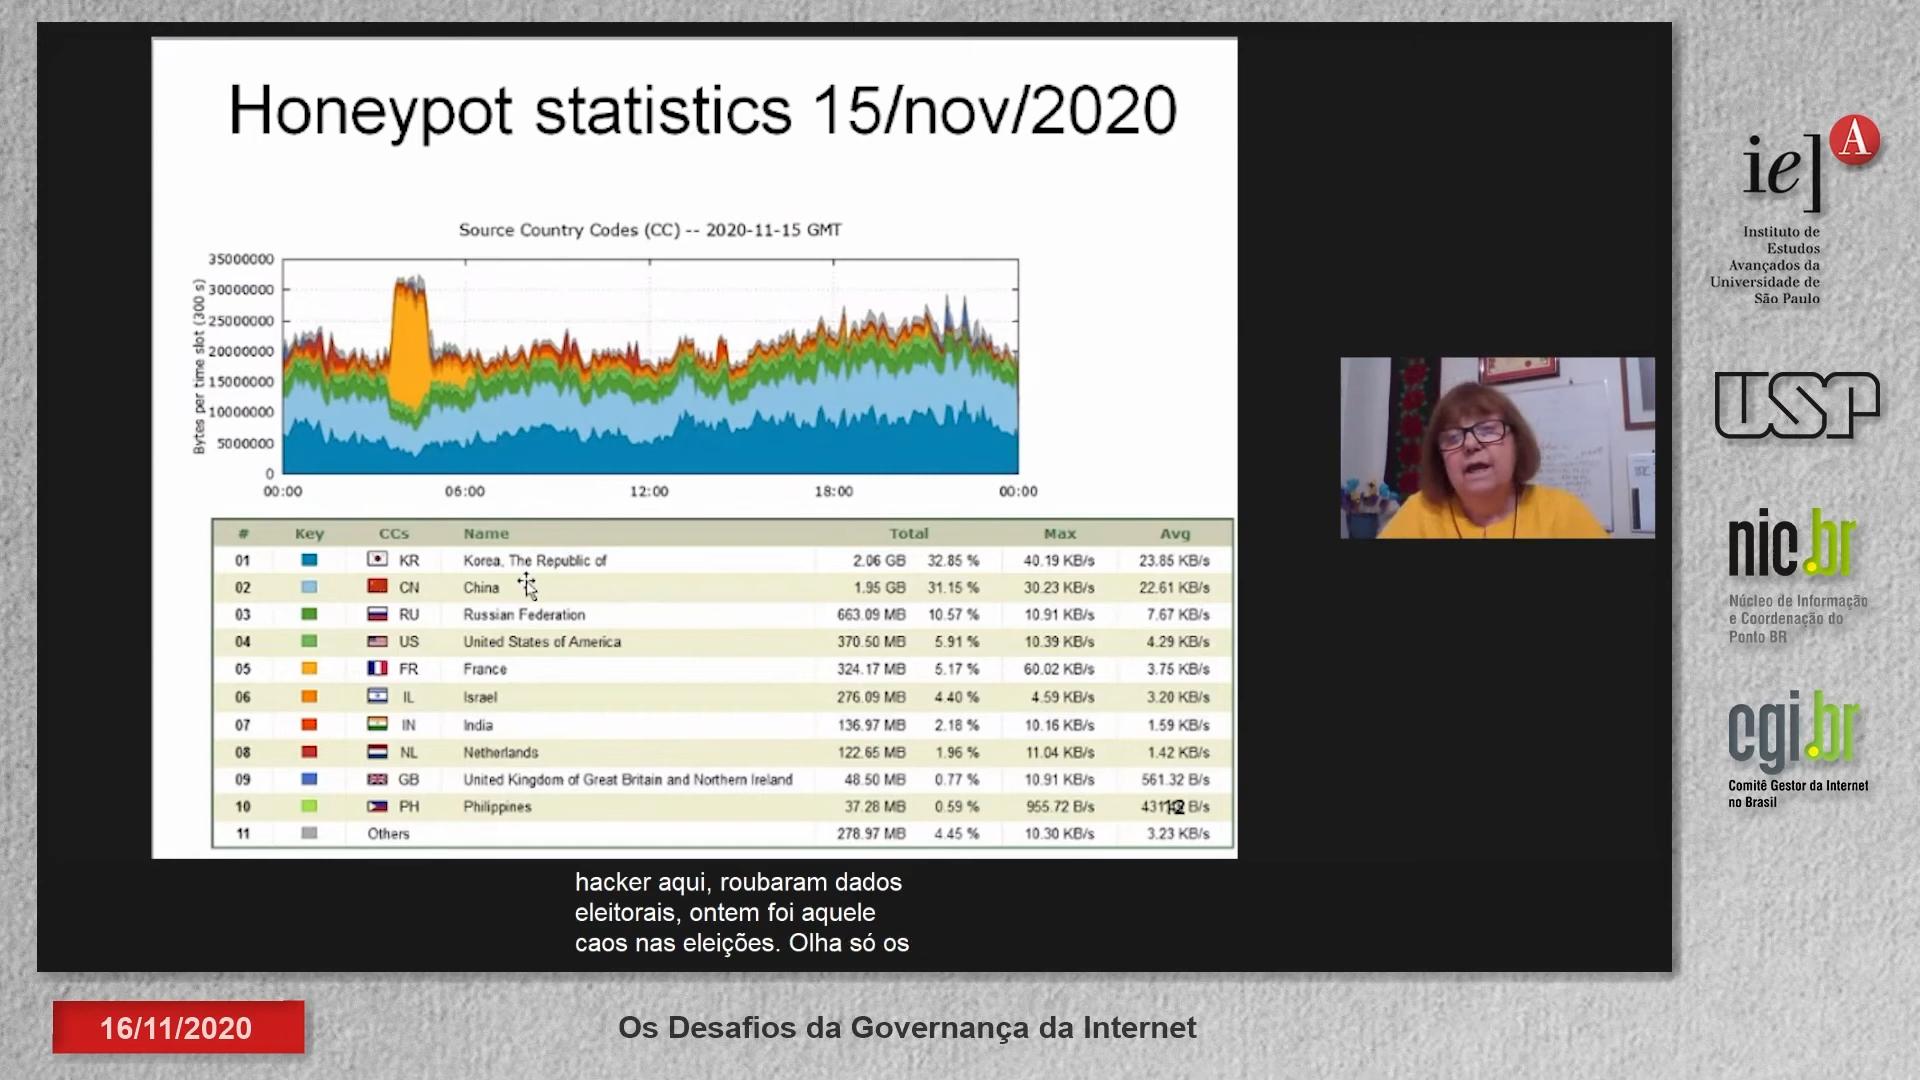 Honeypot statistics 15/nov/2020
Source Country Codes (CC) -- 2020-11-15 GMT
Bytes per time slot (300 s)
35000000
30000000
25000000
20000000
15000000
10000000
5000000
0
00:00 06:00 12:00 18:00 00:00
# Key CCs Name Total Max Avg
01 KR Korea, The Republic of 2.06 GB 32.85 % 40.19 KB/s 23.85 KB/s
02 CN China 1.95 GB 31.15 % 30.23 KB/s 22.61 KB/s
03 RU Russian Federation 663.09 MB 10.57 % 10.91 KB/s 7.67 KB/s
04 US United States of America 370.50 MB 5.91 % 10.39 KB/s 4.29 KB/s
05 FR France 324.17 MB 5.17 % 60.02 KB/s 3.75 KB/s
06 IL Israel 276.09 MB 4.40 % 4.59 KB/s 3.20 KB/s
07 IN India 136.97 MB 2.18 % 10.16 KB/s 1.59 KB/s
08 NL Netherlands 122.65 MB 1.96 % 11.04 KB/s 1.42 KB/s
09 GB United Kingdom of Great Britain and Northern Ireland 48.50 MB 0.77 % 10.91 KB/s 561.32 B/s
10 PH Philippines 37.28 MB 0.59 % 955.72 B/s B/s
12
11 Others 278.97 MB 4.45 % 10.30 KB/s 3.23 KB/s
hacker aqui, roubaram dados
eleitorais, ontem foi aquele
caos nas eleições. Olha só os
16/11/2020
Os Desafios da Governança da Internet
ie] A
Instituto de
Estudos
Avançados da
Universidade de
São Paulo
USP
nic.br
Núcleo de Informação
e Coordenação do
Ponto BR
cgi.br
Comitê Gestor da Internet
no Brasil